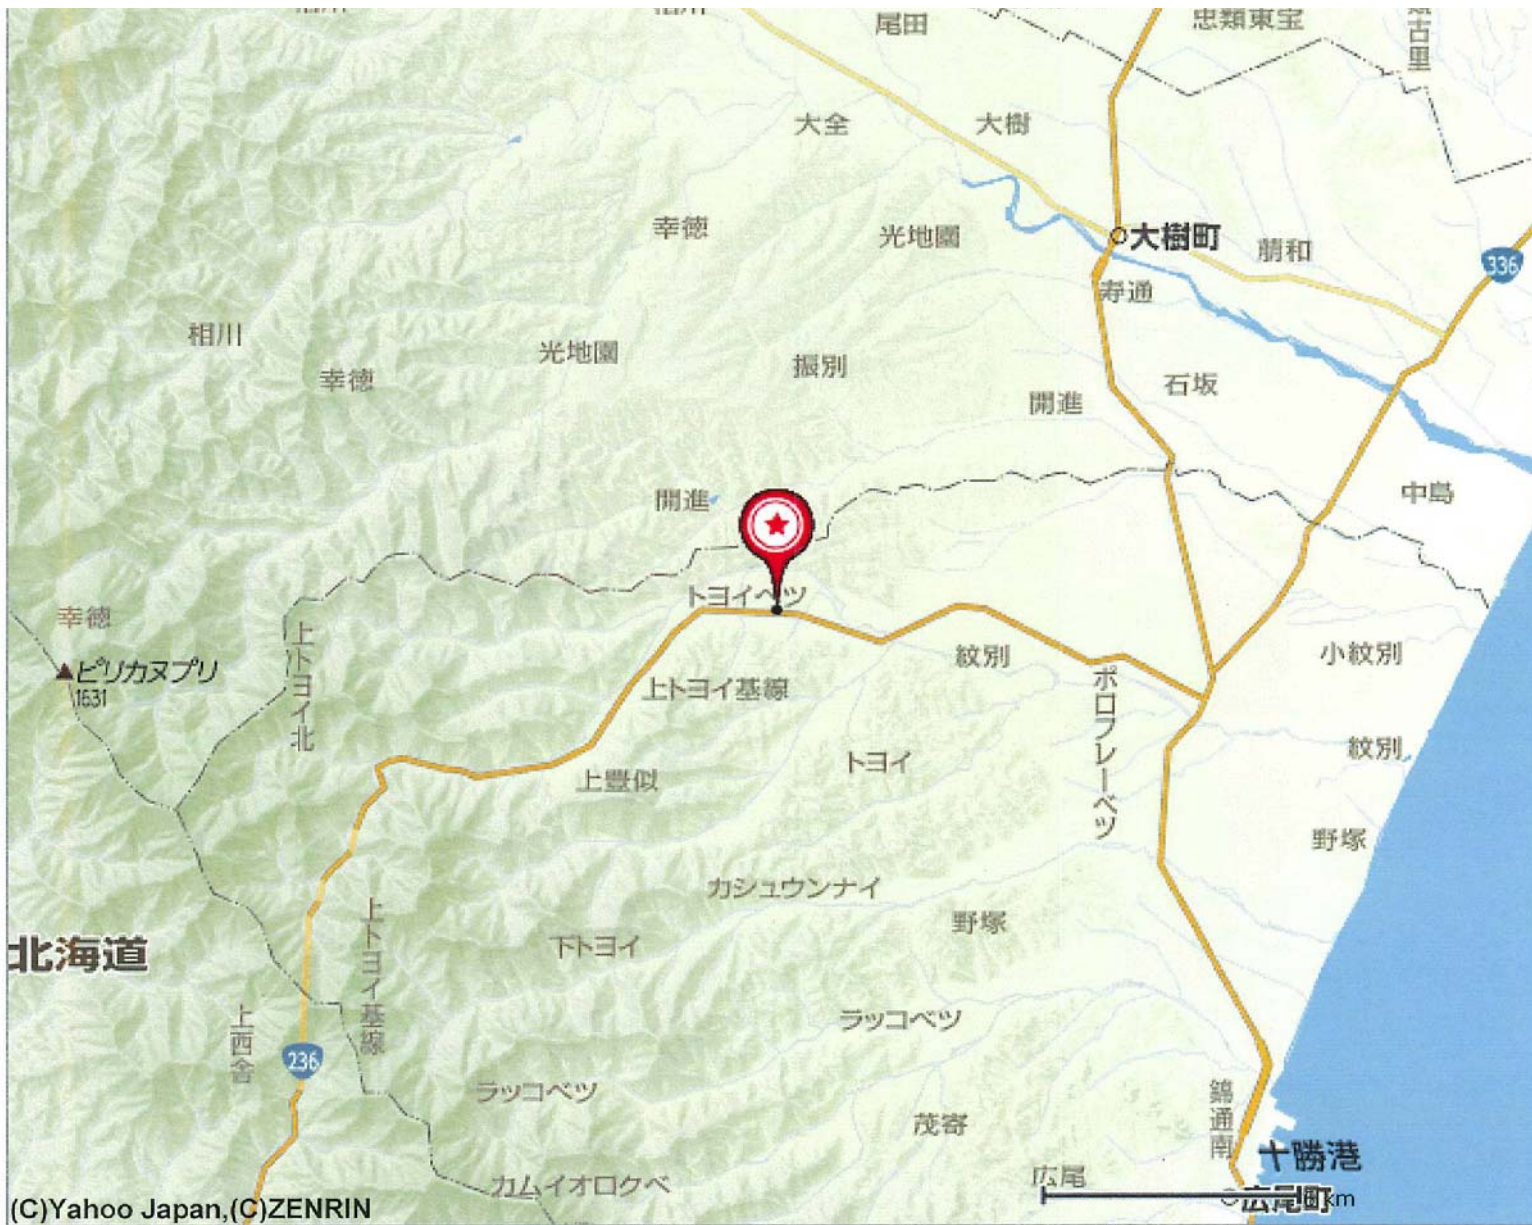 相川
相川
尾田
忠類東宝
古里
大全
大樹
幸徳
光地園
大樹町
萠和
336
寿通
相川
幸徳
光地園
振別
開進
石坂
開進
中島
トヨイベツ
幸徳
ピリカヌプリ
1631
上トヨイ北
上トヨイ基線
紋別
小紋別
ポロフレーベツ
紋別
上豊似
トヨイ
野塚
カシュウンナイ
野塚
北海道
上トヨイ基線
下トヨイ
ラッコベツ
上西舎
236
ラッコベツ
茂寄
錦通南
十勝港
カムイオロクベ
広尾
広尾町
km
(C)Yahoo Japan,(C)ZENRIN